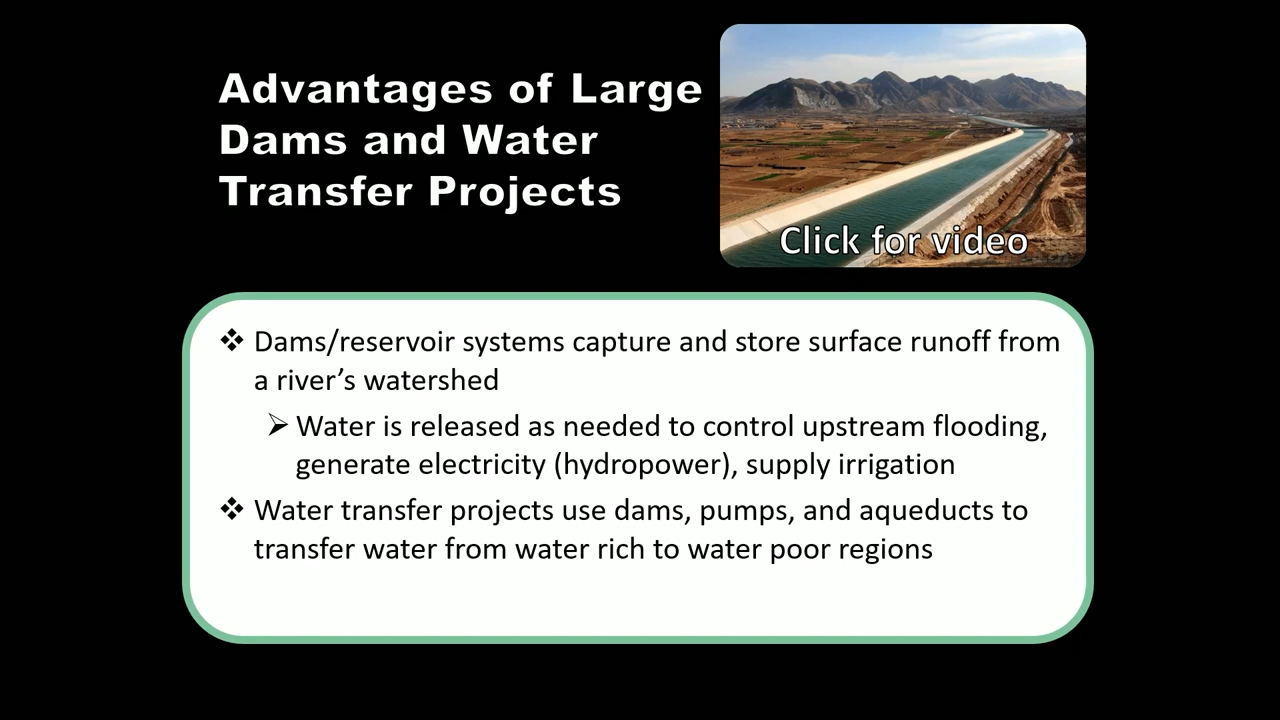 Advantages of Large
Dams and Water
Transfer Projects
Click for video
❖ Dams/reservoir systems capture and store surface runoff from
a river’s watershed
➢ Water is released as needed to control upstream flooding,
generate electricity (hydropower), supply irrigation
❖ Water transfer projects use dams, pumps, and aqueducts to
transfer water from water rich to water poor regions